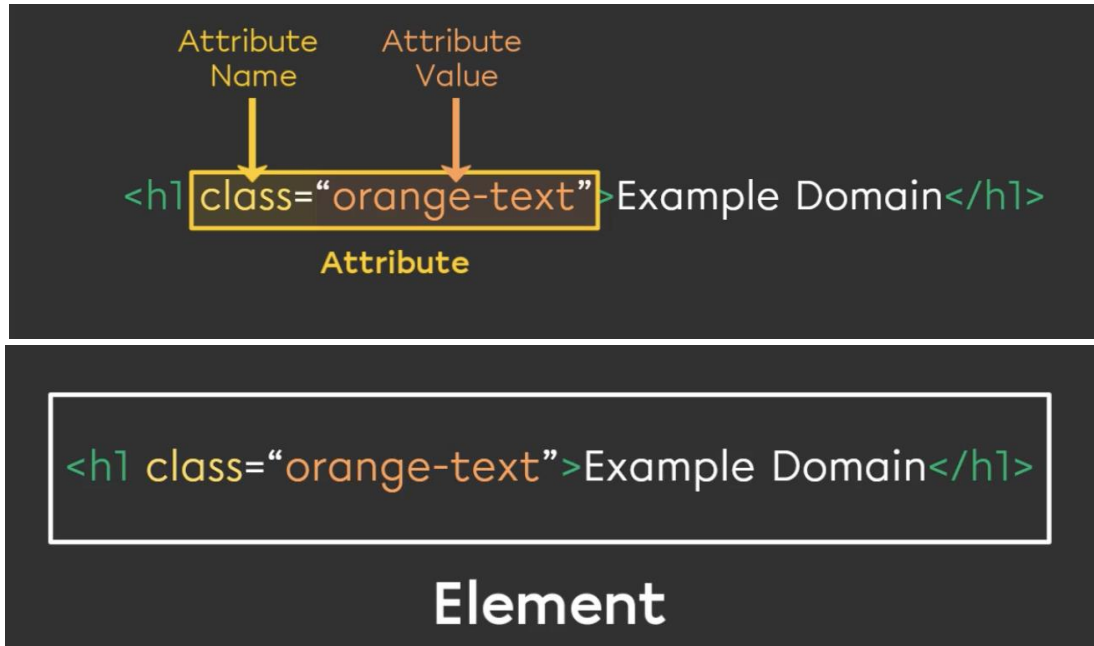 Attribute Attribute
Name Value
<h1 class=“orange-text”>Example Domain</h1>
Attribute
<h1 class=“orange-text”>Example Domain</h1>
Element